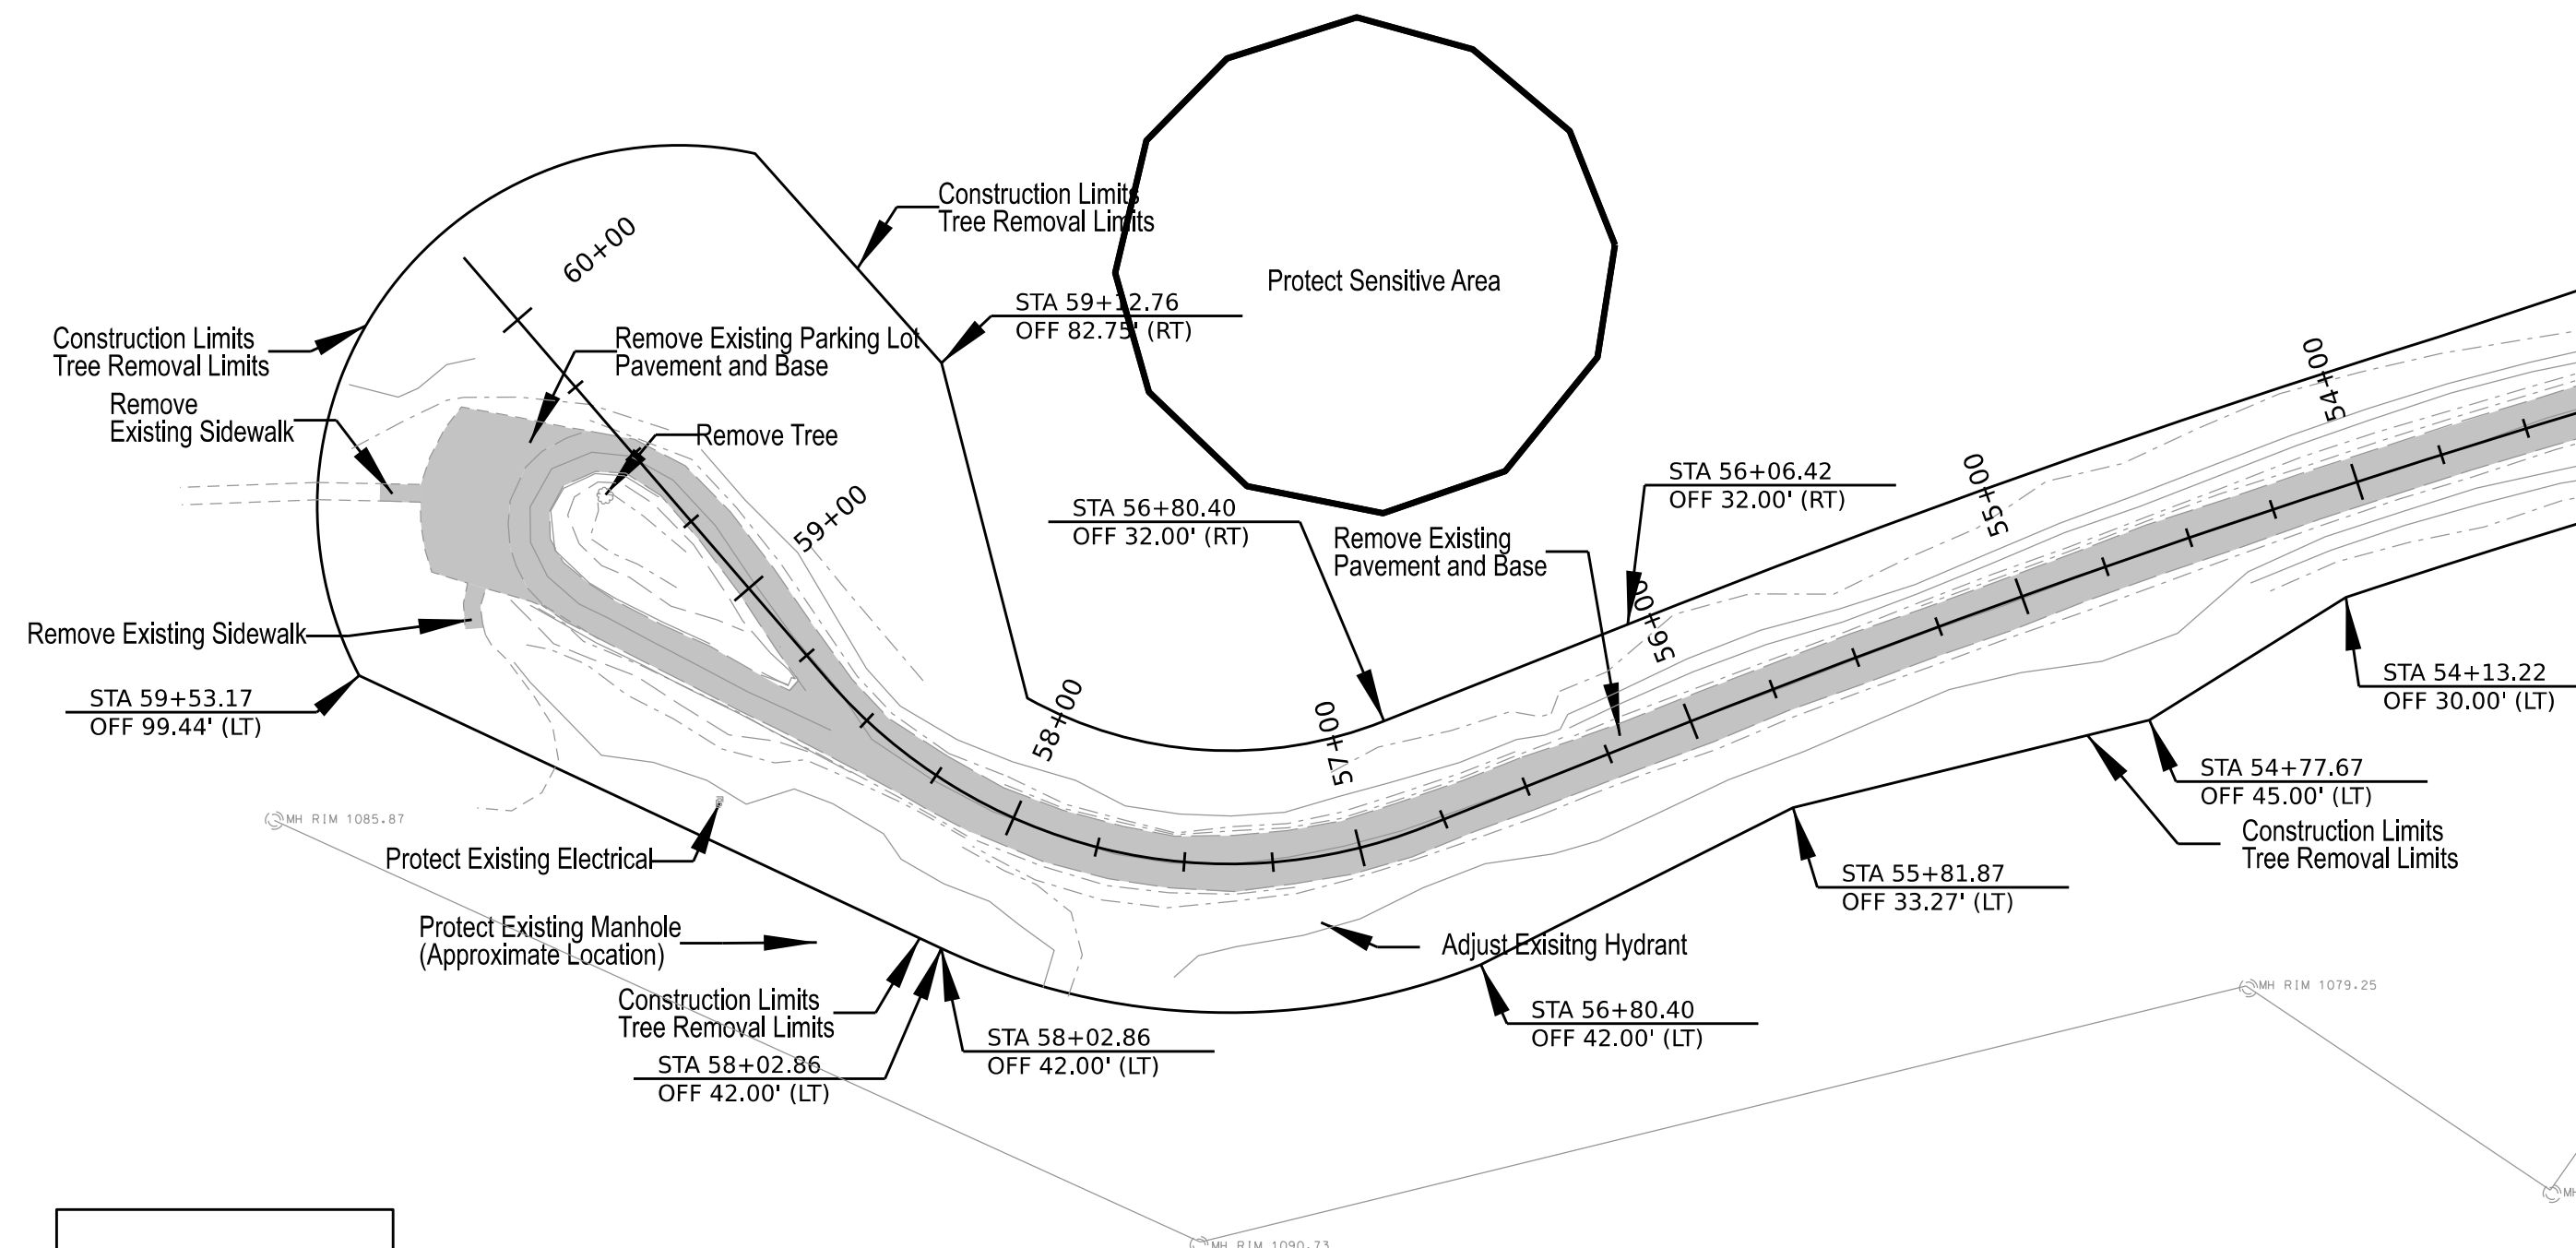 Construction Limits
Tree Removal Limits
60+00
Protect Sensitive Area
STA 59+12.76
OFF 82.75' (RT)
Construction Limits
Tree Removal Limits
Remove Existing Parking Lot
Pavement and Base
Remove
Existing Sidewalk
Remove Tree
54+00
55+00
STA 56+06.42
OFF 32.00' (RT)
59+00
STA 56+80.40
OFF 32.00' (RT)
Remove Existing
Pavement and Base
56+00
Remove Existing Sidewalk
STA 59+53.17
OFF 99.44' (LT)
58+00
57+00
STA 54+13.22
OFF 30.00' (LT)
STA 54+77.67
OFF 45.00' (LT)
MH RIM 1085.87
Construction Limits
Tree Removal Limits
Protect Existing Electrical
STA 55+81.87
OFF 33.27' (LT)
Protect Existing Manhole
(Approximate Location)
Adjust Exisitng Hydrant
MH RIM 1079.25
Construction Limits
Tree Removal Limits
STA 56+80.40
OFF 42.00' (LT)
STA 58+02.86
OFF 42.00' (LT)
STA 58+02.86
OFF 42.00' (LT)
MH
MH RIM 1090.73